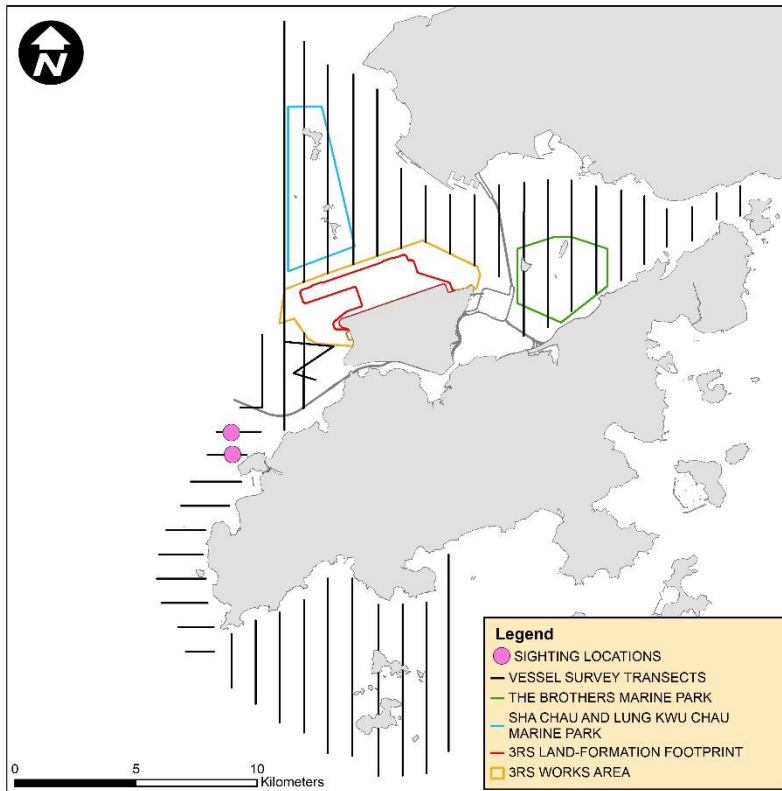 N
Legend
SIGHTING LOCATIONS
VESSEL SURVEY TRANSECTS
THE BROTHERS MARINE PARK
SHA CHAU AND LUNG KWU CHAU
MARINE PARK
3RS LAND-FORMATION FOOTPRINT
3RS WORKS AREA
0 5 10
Kilometers